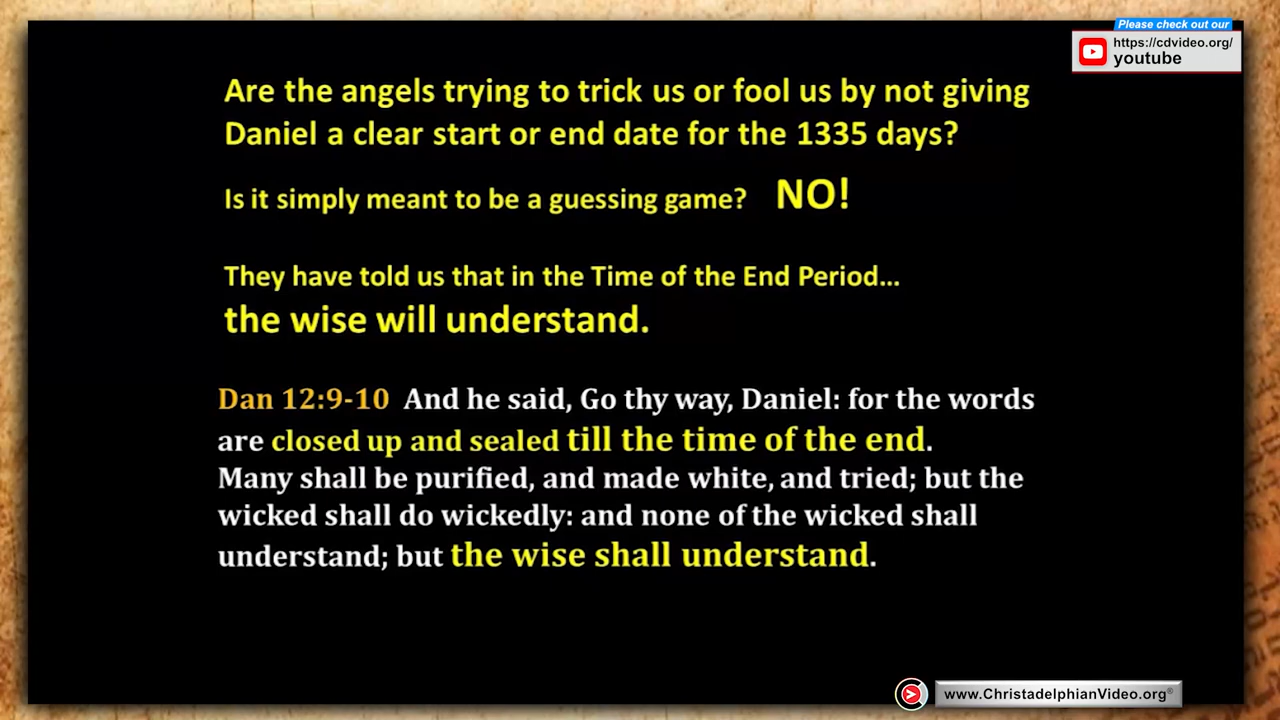 Please check out our
https://cdvideo.org/
youtube
Are the angels trying to trick us or fool us by not giving
Daniel a clear start or end date for the 1335 days?
Is it simply meant to be a guessing game? NO!
They have told us that in the Time of the End Period…
the wise will understand.
Dan 12:9-10 And he said, Go thy way, Daniel: for the words
are closed up and sealed till the time of the end.
Many shall be purified, and made white, and tried; but the
wicked shall do wickedly: and none of the wicked shall
understand; but the wise shall understand.
www.ChristadelphianVideo.org®